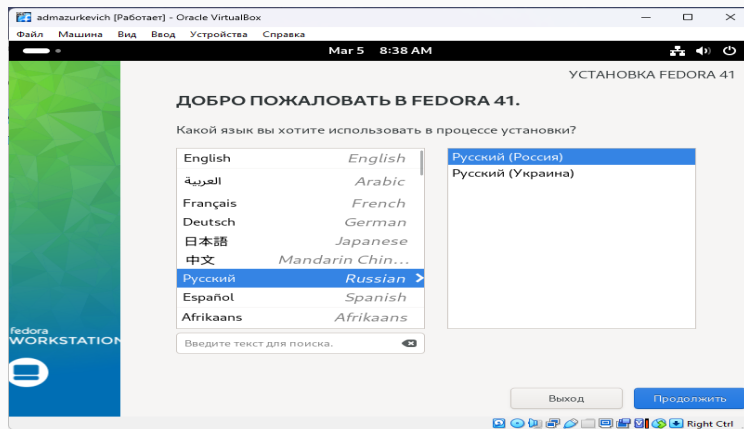 admazurkevich [Работает] - Oracle VirtualBox
Файл Машина Вид Ввод Устройства Справка
Mar 5 8:38 AM
УСТАНОВКА FEDORA 41
ДОБРО ПОЖАЛОВАТЬ В FEDORA 41.
Какой язык вы хотите использовать в процессе установки?
English English
العربية Arabic
Français French
Deutsch German
日本語 Japanese
中文 Mandarin Chin...
Русский Russian
Español Spanish
Afrikaans Afrikaans
Введите текст для поиска.
Русский (Россия)
Русский (Украина)
fedora
WORKSTATION
Выход Продолжить
Right Ctrl